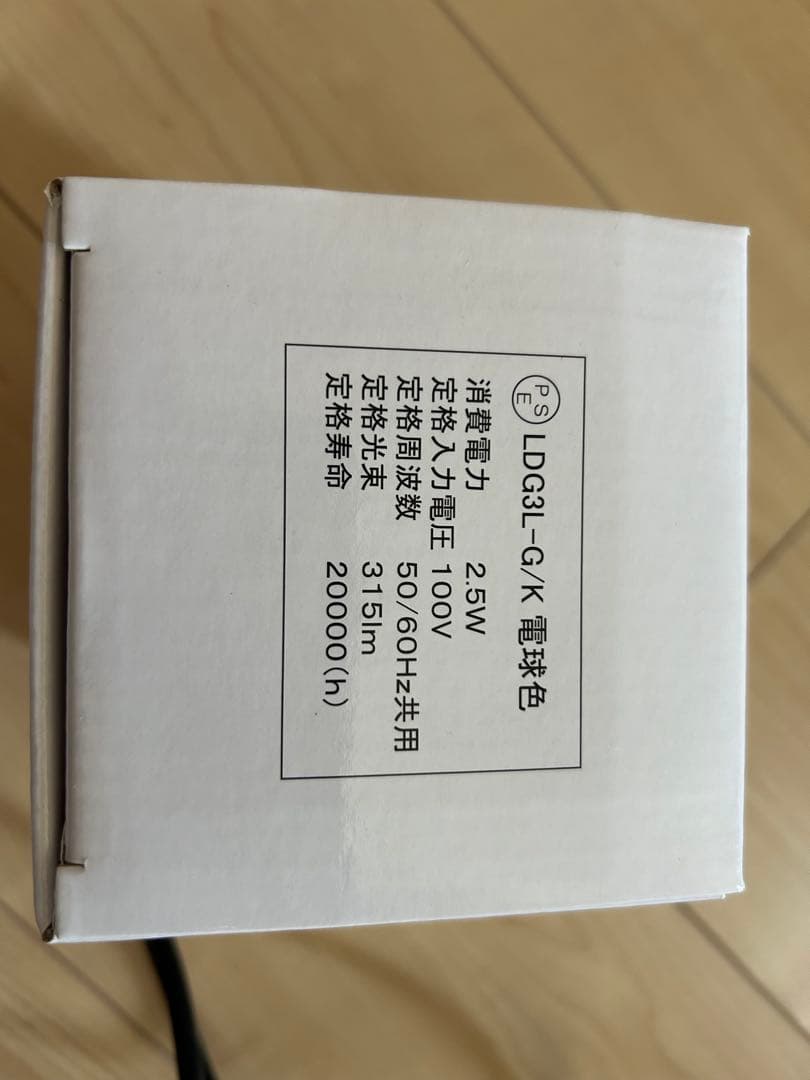 PSE LDG3L-G/K 電球色
消費電力 2.5W
定格入力電圧 100V
定格周波数 50/60Hz共用
定格光束 315lm
定格寿命 20000(h)